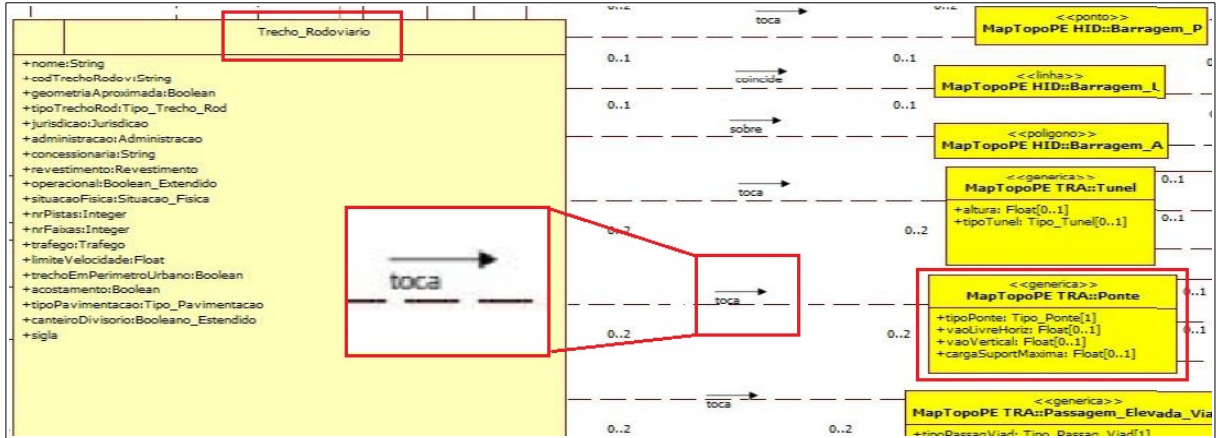 Trecho_Rodoviario
+nome:String
+codTrechoRodov:String
+geometriaAproximada:Boolean
+tipoTrechoRod:Tipo_Trecho_Rod
+jurisdicao:Jurisdicao
+administracao:Administracao
+concessionaria:String
+revestimento:Revestimento
+operacional:Boolean_Extendido
+situacaoFisica:Situacao_Fisica
+nrPistas:Integer
+nrFaixas:Integer
+trafego:Trafego
+limiteVelocidade:Float
+trechoEmPerimetroUrbano:Boolean
+acostamento:Boolean
+tipoPavimentacao:Tipo_Pavimentacao
+canteiroDivisorio:Booleano_Estendido
+sigla
toca
toca
<<ponto>>
MapTopoPE HID::Barragem_P
0..1
0..1
coincide
<<linha>>
MapTopoPE HID::Barragem_L
0..1
0..1
sobre
<<poligono>>
MapTopoPE HID::Barragem_A
toca
<<generica>>
MapTopoPE TRA::Tunel
+altura: Float[0..1]
+tipoTunel: Tipo_Tunel[0..1]
0..1
0..1
0..2
0..2
toca
<<generica>>
MapTopoPE TRA::Ponte
+tipoPonte: Tipo_Ponte[1]
+vaoLivreHoriz: Float[0..1]
+vaoVertical: Float[0..1]
+cargaSuportMaxima: Float[0..1]
0..2
0..2
toca
<<generica>>
MapTopoPE TRA::Passagem_Elevada_Via
+tipoPassagViad: Tipo_Passag_Viad[1]
0..2
0..2